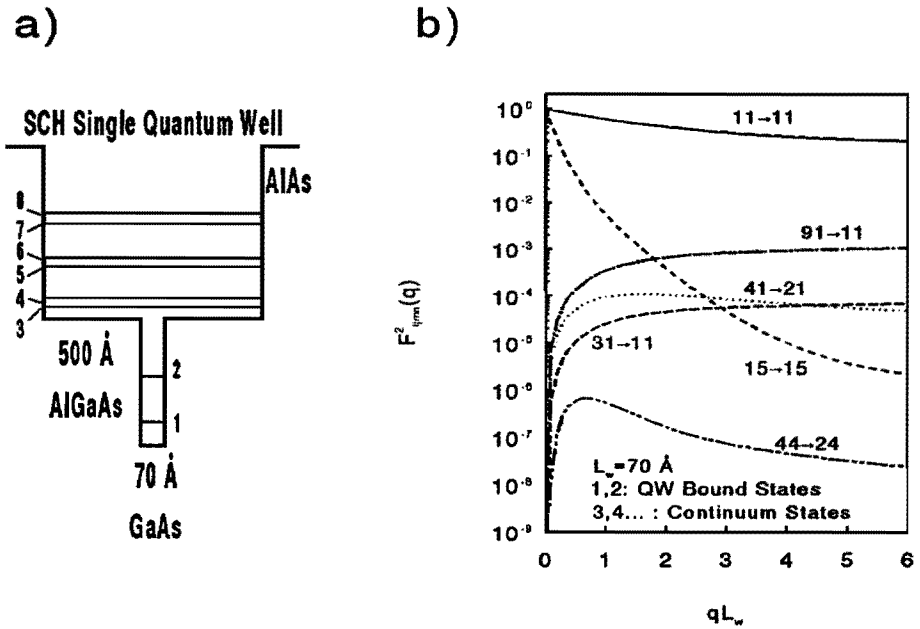 a)
SCH Single Quantum Well
AlAs
8
7
6
5
4
3
2
1
500 Å
AlGaAs
70 Å
GaAs
b)
10⁰
10⁻¹
10⁻²
10⁻³
10⁻⁴
10⁻⁵
10⁻⁶
10⁻⁷
10⁻⁸
10⁻⁹
F²ijmn(q)
11→11
91→11
41→21
31→11
15→15
44→24
Lw=70 Å
1,2: QW Bound States
3,4... : Continuum States
0 1 2 3 4 5 6
qLw